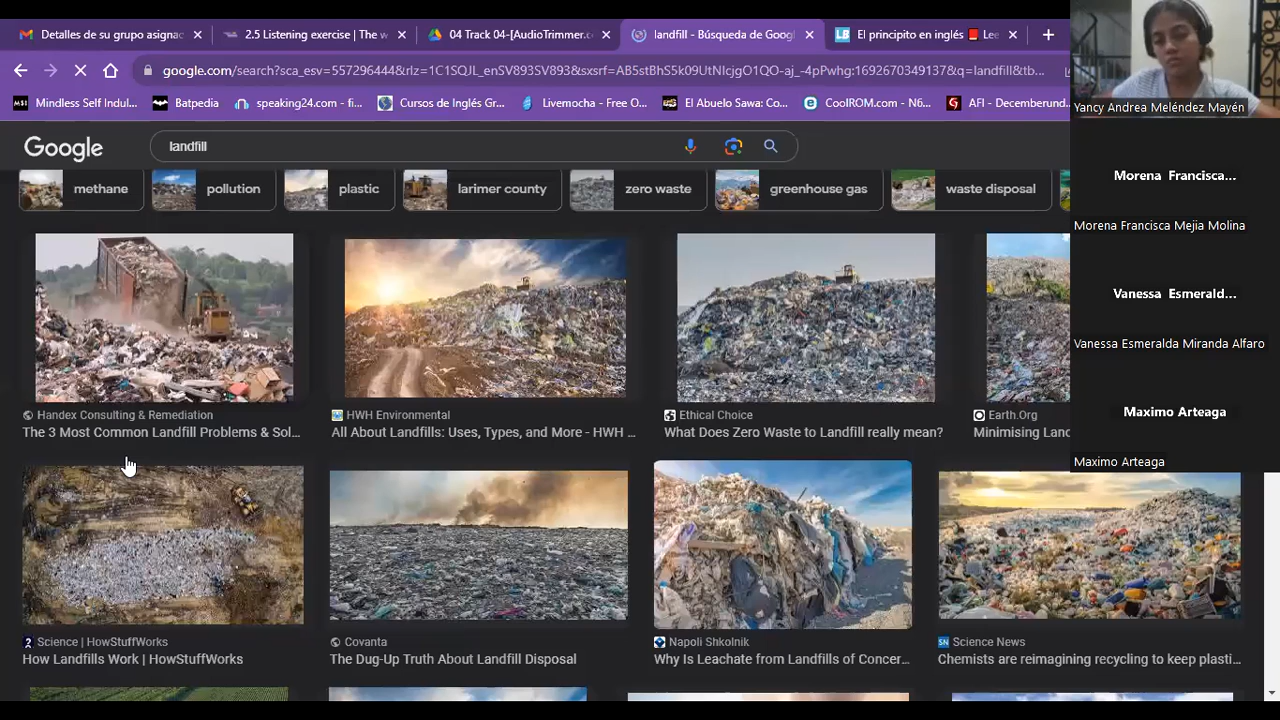 Detalles de su grupo asignac
2.5 Listening exercise | The w
04 Track 04-[AudioTrimmer.c
landfill - Búsqueda de Goog
El principito en inglés 📕 Lee
google.com/search?sca_esv=557296444&rlz=1C1SQJL_enSV893SV893&sxsrf=AB5stBhS5k09UtNIcjgO1QO-aj_-4pPwhg:1692670349137&q=landfill&tb...
Mindless Self Indul...
Batpedia
speaking24.com - fi...
Cursos de Inglés Gr...
Livemocha - Free O...
El Abuelo Sawa: Co...
CoolROM.com - N6...
AFI - Decemberund...
Google
landfill
methane
pollution
plastic
larimer county
zero waste
greenhouse gas
waste disposal
Handex Consulting & Remediation
The 3 Most Common Landfill Problems & Sol...
HWH Environmental
All About Landfills: Uses, Types, and More - HWH ...
Ethical Choice
What Does Zero Waste to Landfill really mean?
Earth.Org
Minimising Lan
Science | HowStuffWorks
How Landfills Work | HowStuffWorks
Covanta
The Dug-Up Truth About Landfill Disposal
Napoli Shkolnik
Why Is Leachate from Landfills of Concer...
Science News
Chemists are reimagining recycling to keep plasti...
Yancy Andrea Meléndez Mayén
Morena Francisca...
Morena Francisca Mejia Molina
Vanessa Esmerald...
Vanessa Esmeralda Miranda Alfaro
Maximo Arteaga
Maximo Arteaga